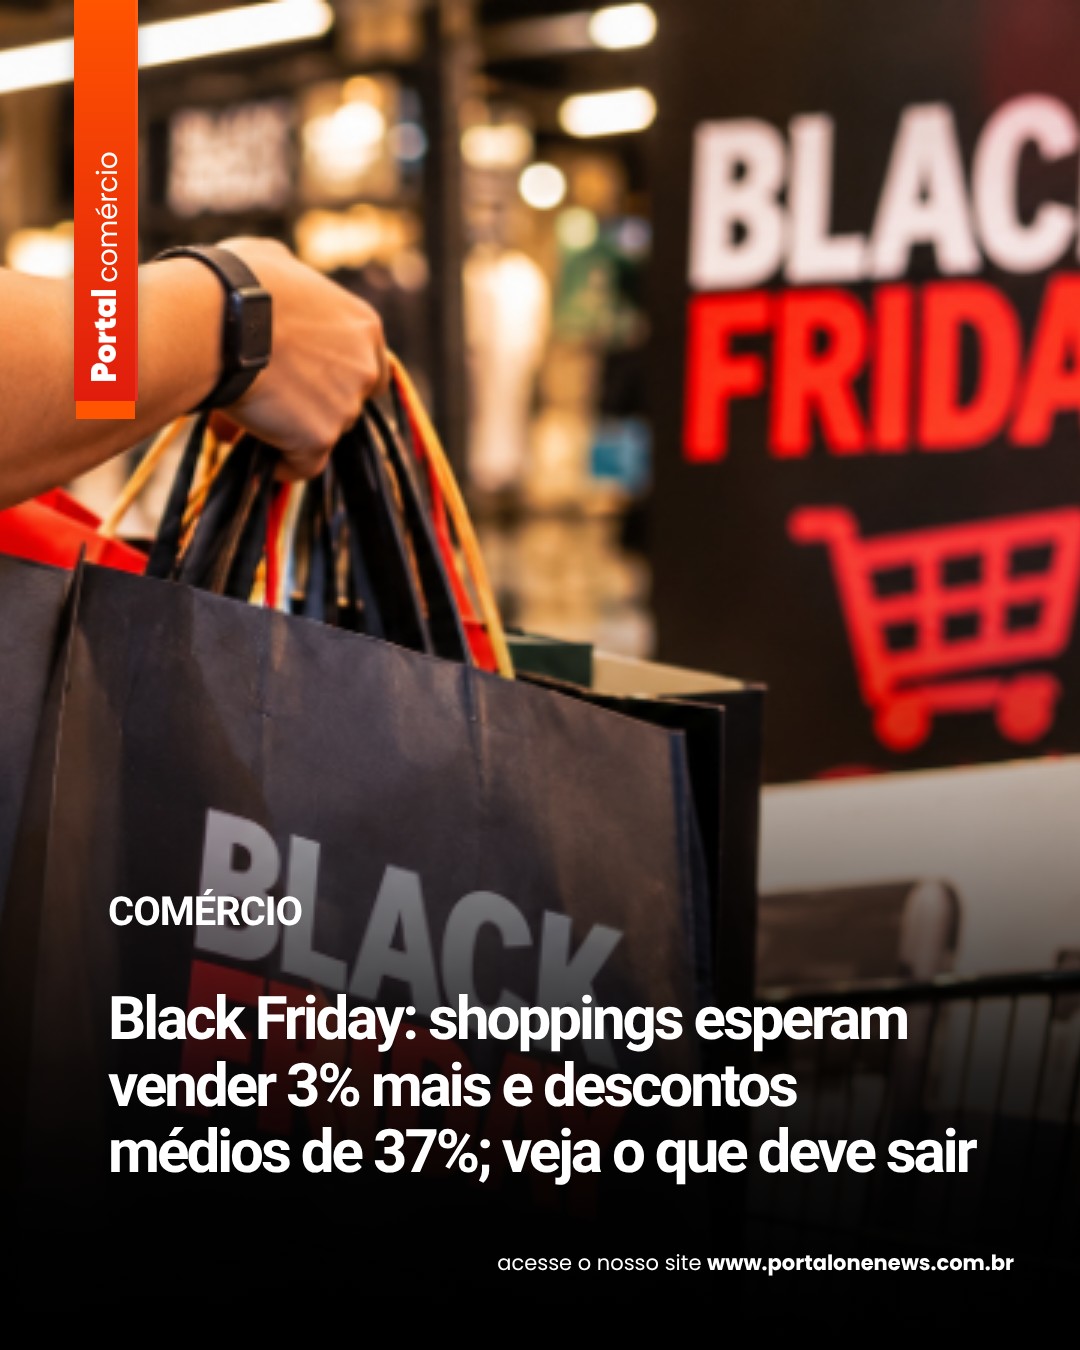 Portal comércio
BLAC
FRIDA
BLACK
COMÉRCIO
Black Friday: shoppings esperam
vender 3% mais e descontos
médios de 37%; veja o que deve sair
acesse o nosso site www.portalonenews.com.br